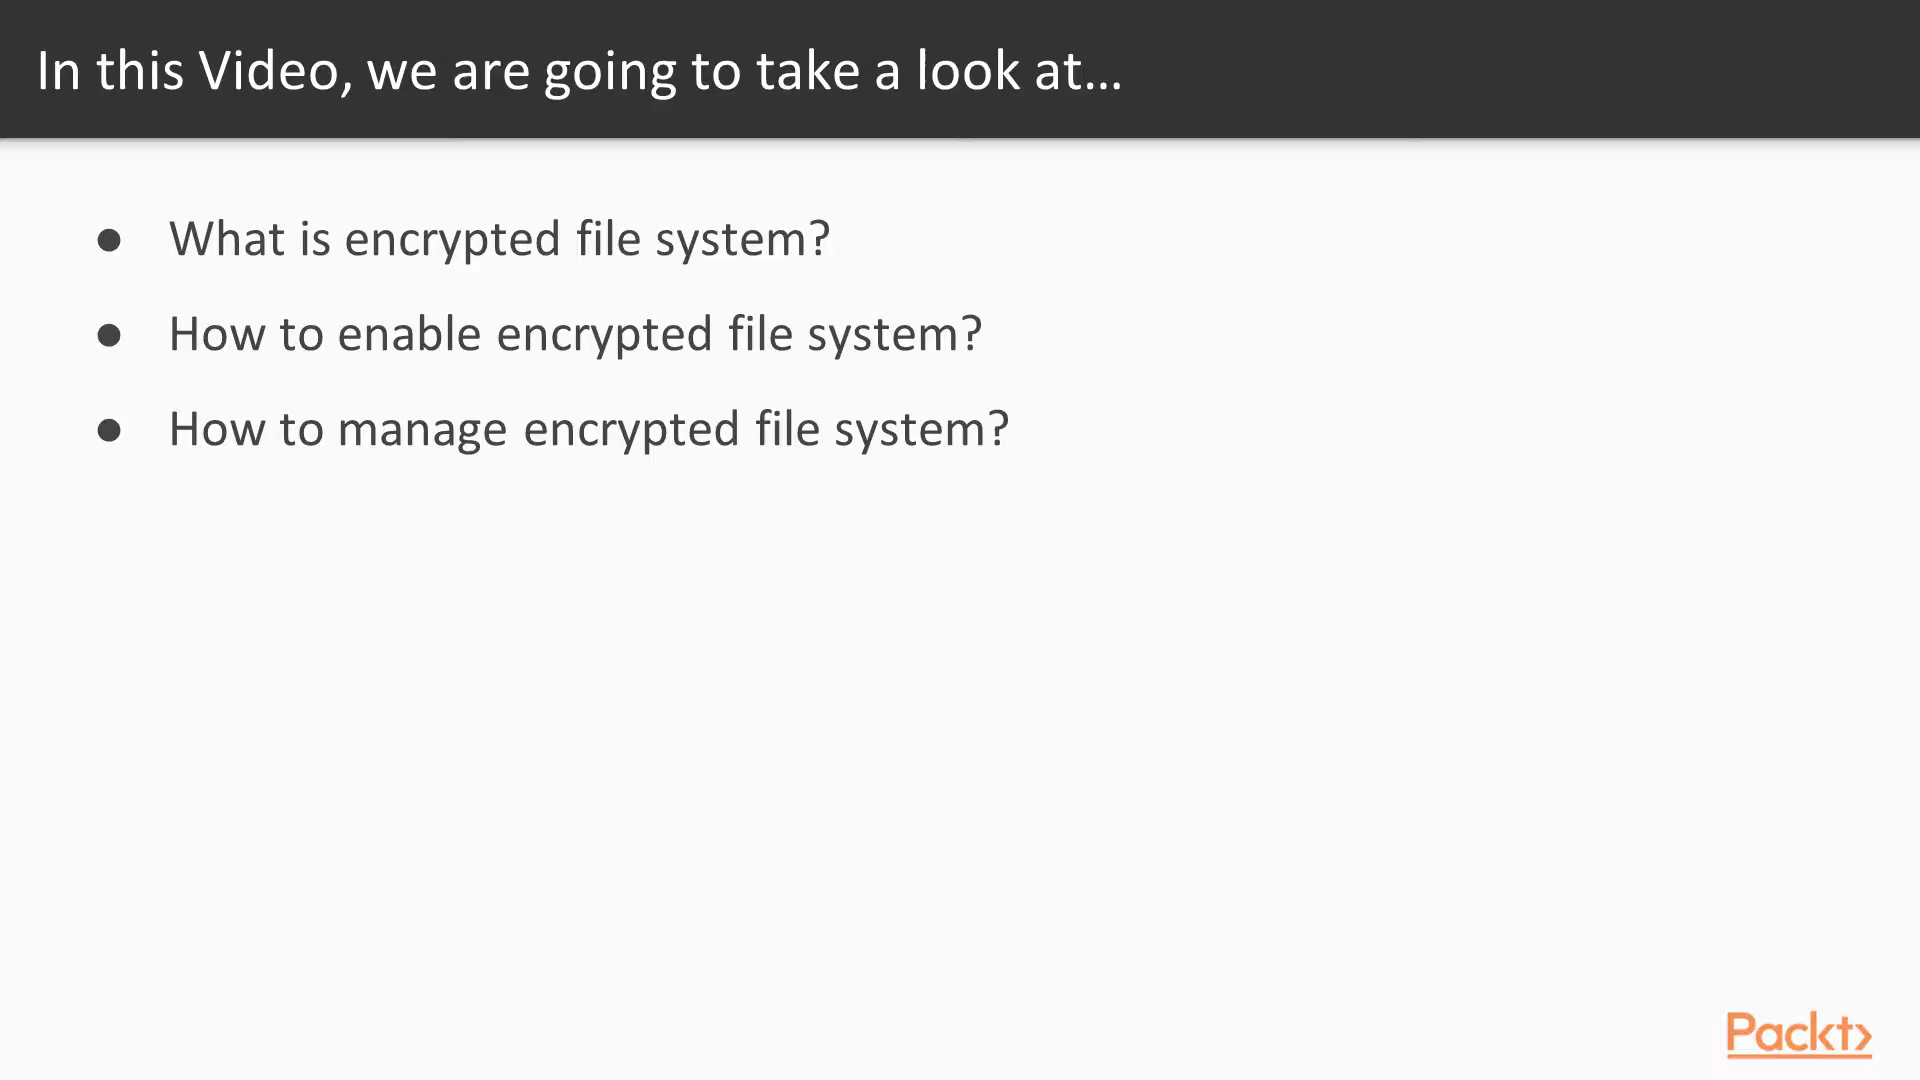 In this Video, we are going to take a look at...
● What is encrypted file system?
● How to enable encrypted file system?
● How to manage encrypted file system?
Packt>